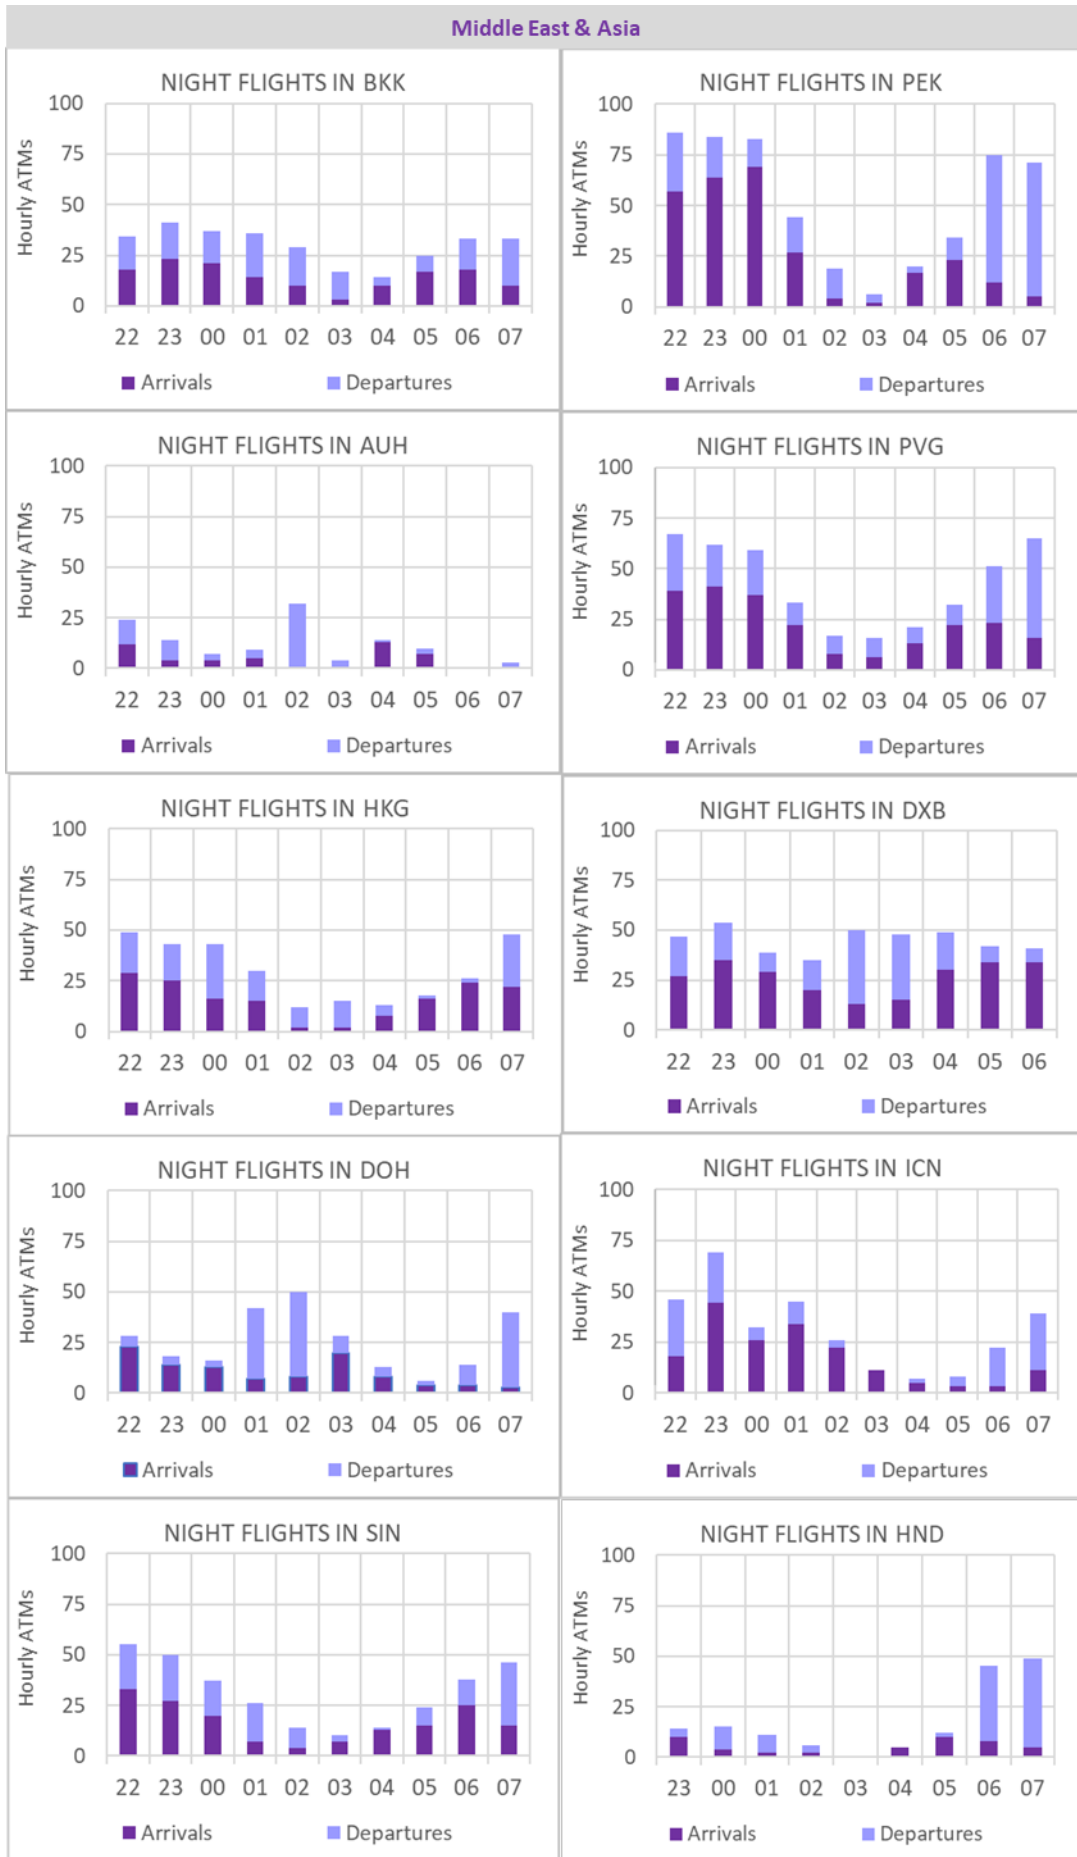 Middle East & Asia
NIGHT FLIGHTS IN BKK
Hourly ATMs
100
75
50
25
0
22 23 00 01 02 03 04 05 06 07
Arrivals Departures
NIGHT FLIGHTS IN PEK
Hourly ATMs
100
75
50
25
0
22 23 00 01 02 03 04 05 06 07
Arrivals Departures
NIGHT FLIGHTS IN AUH
Hourly ATMs
100
75
50
25
0
22 23 00 01 02 03 04 05 06 07
Arrivals Departures
NIGHT FLIGHTS IN PVG
Hourly ATMs
100
75
50
25
0
22 23 00 01 02 03 04 05 06 07
Arrivals Departures
NIGHT FLIGHTS IN HKG
Hourly ATMs
100
75
50
25
0
22 23 00 01 02 03 04 05 06 07
Arrivals Departures
NIGHT FLIGHTS IN DXB
Hourly ATMs
100
75
50
25
0
22 23 00 01 02 03 04 05 06
Arrivals Departures
NIGHT FLIGHTS IN DOH
Hourly ATMs
100
75
50
25
0
22 23 00 01 02 03 04 05 06 07
Arrivals Departures
NIGHT FLIGHTS IN ICN
Hourly ATMs
100
75
50
25
0
22 23 00 01 02 03 04 05 06 07
Arrivals Departures
NIGHT FLIGHTS IN SIN
Hourly ATMs
100
75
50
25
0
22 23 00 01 02 03 04 05 06 07
Arrivals Departures
NIGHT FLIGHTS IN HND
Hourly ATMs
100
75
50
25
0
23 00 01 02 03 04 05 06 07
Arrivals Departures